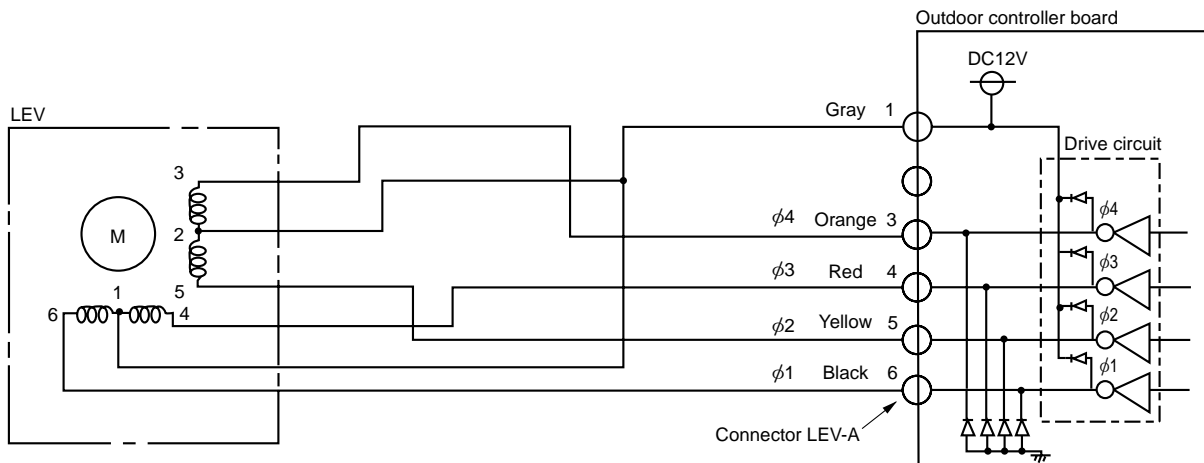 Outdoor controller board
DC12V
LEV
Gray 1
Drive circuit
3
ϕ4
ϕ4 Orange 3
M
2
ϕ3
ϕ3 Red 4
5
1
6 4
ϕ2
ϕ2 Yellow 5
ϕ1
ϕ1 Black 6
Connector LEV-A